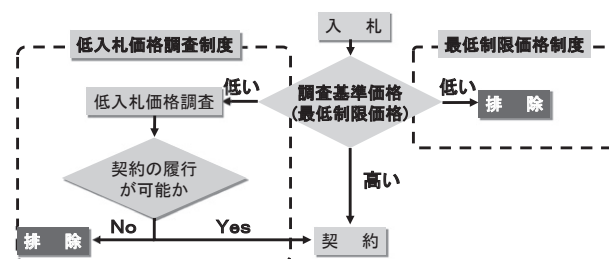 入 札
低入札価格調査制度
最低制限価格制度
低い
低い
調査基準価格
(最低制限価格)
低入札価格調査
排 除
契約の履行
が可能か
高い
No
Yes
排 除
契 約